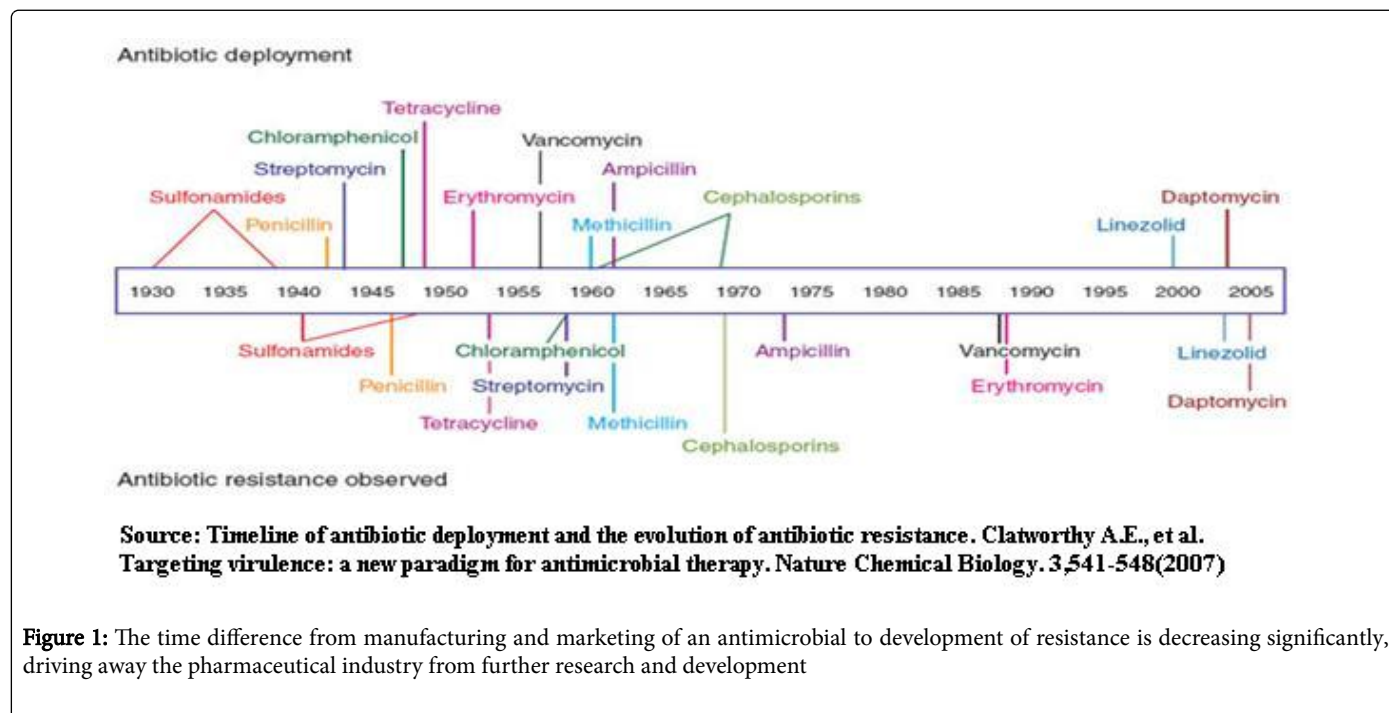 Antibiotic deployment
Tetracycline
Chloramphenicol
Vancomycin
Streptomycin
Ampicillin
Sulfonamides
Erythromycin
Cephalosporins
Daptomycin
Penicillin
Methicillin
Linezolid
1930 1935 1940 1945 1950 1955 1960 1965 1970 1975 1980 1985 1990 1995 2000 2005
Sulfonamides
Chloramphenicol
Ampicillin
Vancomycin
Linezolid
Penicillin
Streptomycin
Erythromycin
Daptomycin
Tetracycline
Methicillin
Cephalosporins
Antibiotic resistance observed
Source: Timeline of antibiotic deployment and the evolution of antibiotic resistance. Clatworthy A.E., et al.
Targeting virulence: a new paradigm for antimicrobial therapy. Nature Chemical Biology. 3,541-548(2007)
Figure 1: The time difference from manufacturing and marketing of an antimicrobial to development of resistance is decreasing significantly,
driving away the pharmaceutical industry from further research and development